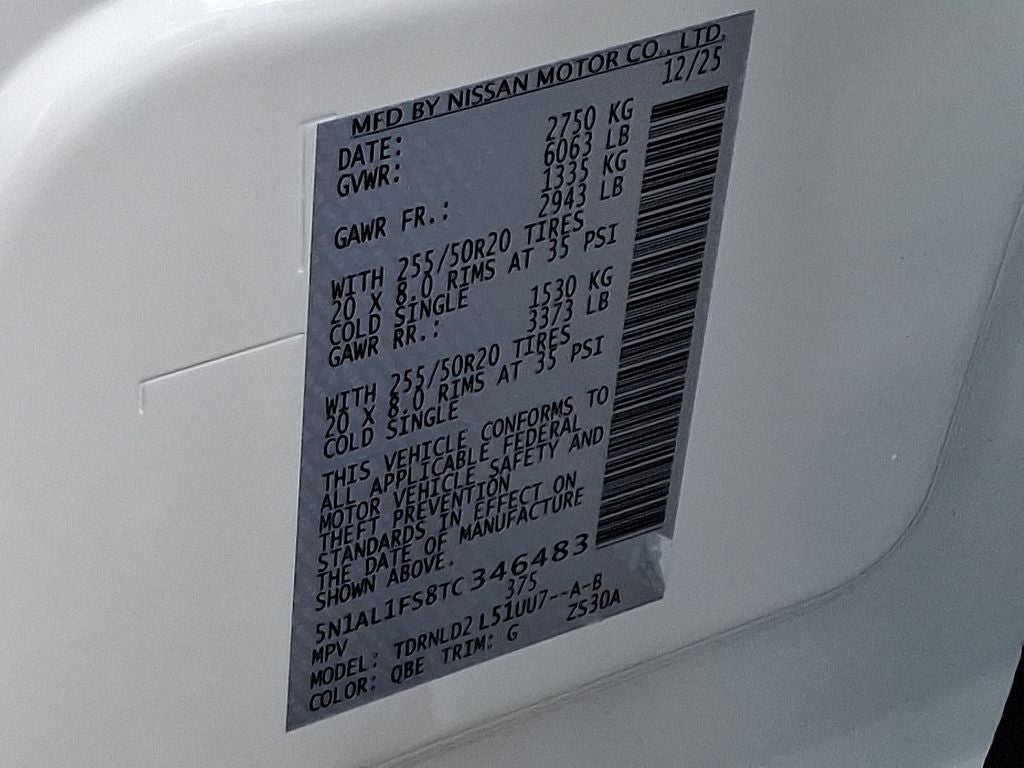 MFD BY NISSAN MOTOR CO., LTD.
DATE: 12/25
GVWR: 2750 KG
6063 LB
GAWR FR.: 1335 KG
2943 LB
WITH 255/50R20 TIRES
20 X 8.0 RIMS AT 35 PSI
COLD SINGLE
GAWR RR.: 1530 KG
3373 LB
WITH 255/50R20 TIRES
20 X 8.0 RIMS AT 35 PSI
COLD SINGLE
THIS VEHICLE CONFORMS TO
ALL APPLICABLE FEDERAL
MOTOR VEHICLE SAFETY AND
THEFT PREVENTION
STANDARDS IN EFFECT ON
THE DATE OF MANUFACTURE
SHOWN ABOVE.
5N1AL1FS8TC346483
MPV 375
MODEL: TDRNLD2 L51UU7--A-B
COLOR: QBE TRIM: G ZS30A